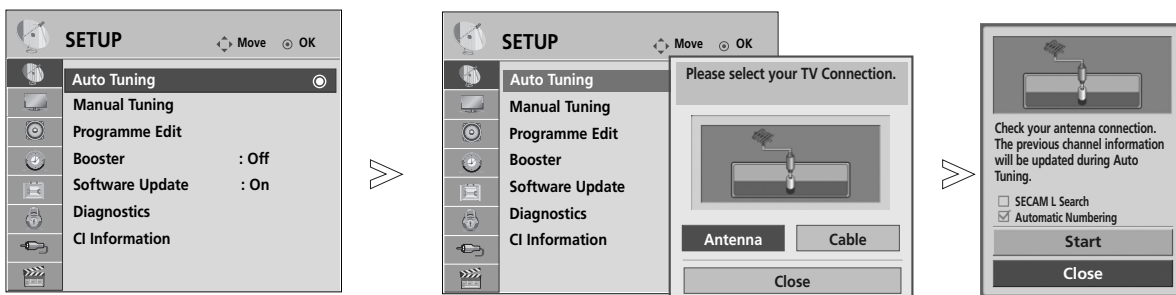 SETUP
Move OK
Auto Tuning
Manual Tuning
Programme Edit
Booster : Off
Software Update : On
Diagnostics
CI Information
SETUP
Move OK
Auto Tuning
Manual Tuning
Programme Edit
Booster
Software Update
Diagnostics
CI Information
Please select your TV Connection.
Antenna Cable
Close
Check your antenna connection.
The previous channel information
will be updated during Auto
Tuning.
SECAM L Search
Automatic Numbering
Start
Close